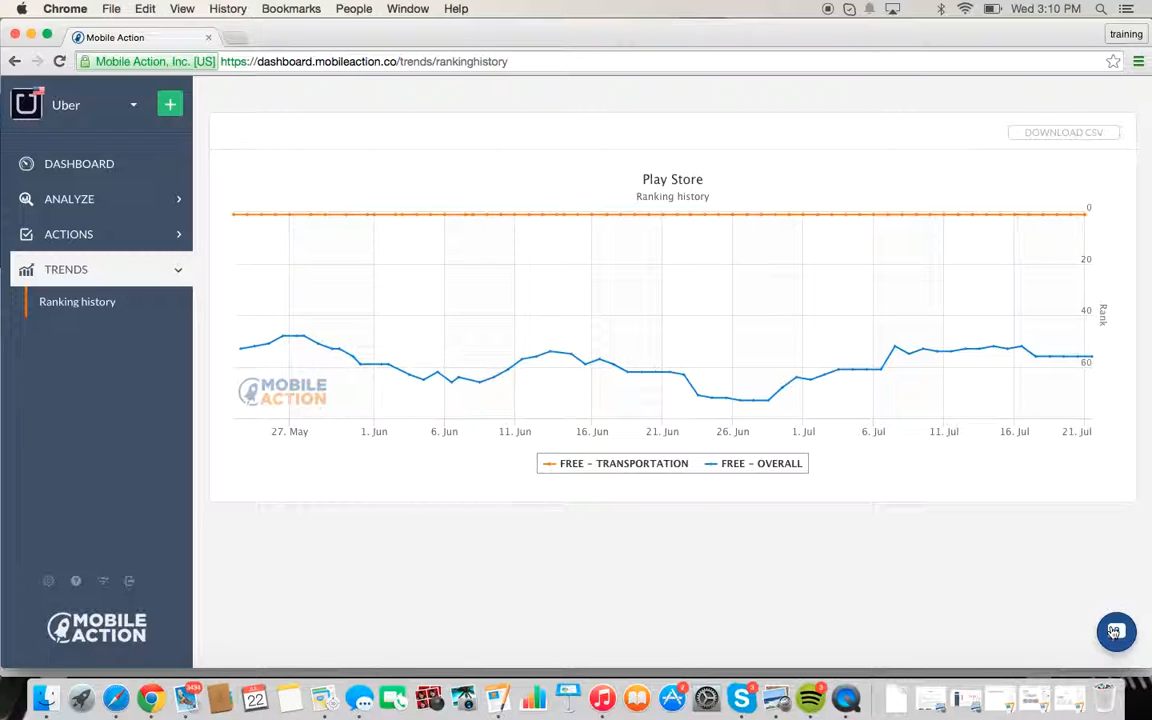 Chrome File Edit View History Bookmarks People Window Help Wed 3:10 PM
Mobile Action
training
Mobile Action, Inc. [US] https://dashboard.mobileaction.co/trends/rankinghistory
Uber
DASHBOARD
ANALYZE
ACTIONS
TRENDS
Ranking history
MOBILE
ACTION
DOWNLOAD CSV
Play Store
Ranking history
0
20
40
60
Rank
MOBILE
ACTION
27. May 1. Jun 6. Jun 11. Jun 16. Jun 21. Jun 26. Jun 1. Jul 6. Jul 11. Jul 16. Jul 21. Jul
FREE – TRANSPORTATION FREE – OVERALL
22